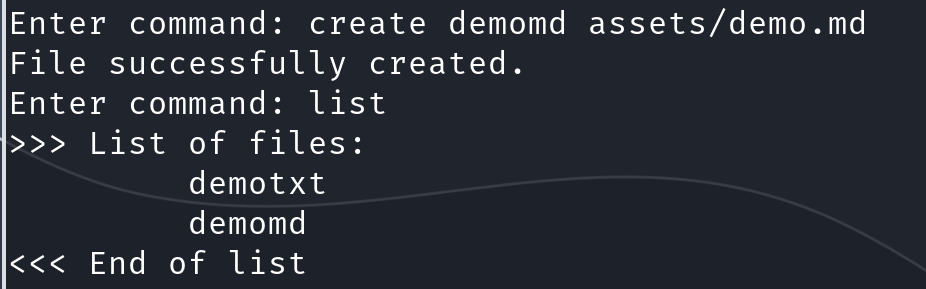 Enter command: create demomd assets/demo.md
File successfully created.
Enter command: list
>>> List of files:
demotxt
demomd
<<< End of list